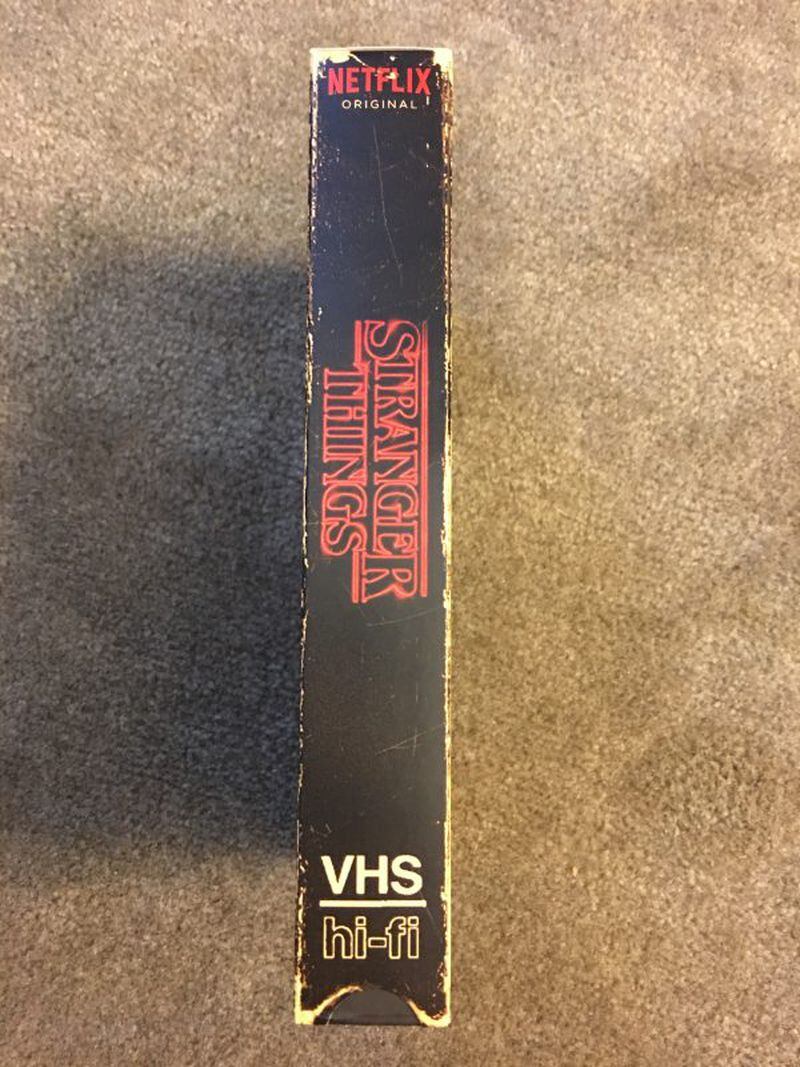 NETFLIX
ORIGINAL
STRANGER
THINGS
VHS
hi-fi